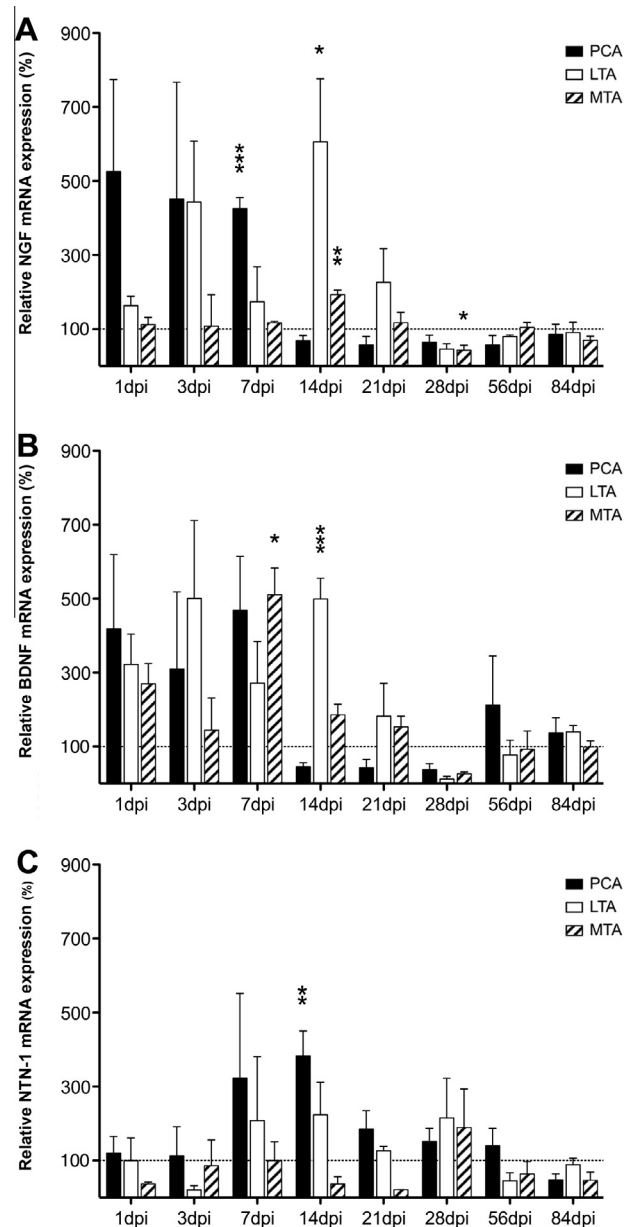 A
Relative NGF mRNA expression (%)
900
700
500
300
100
PCA
LTA
MTA
***
*
**
*
1dpi 3dpi 7dpi 14dpi 21dpi 28dpi 56dpi 84dpi
B
Relative BDNF mRNA expression (%)
900
700
500
300
100
PCA
LTA
MTA
*
***
1dpi 3dpi 7dpi 14dpi 21dpi 28dpi 56dpi 84dpi
C
Relative NTN-1 mRNA expression (%)
900
700
500
300
100
PCA
LTA
MTA
**
1dpi 3dpi 7dpi 14dpi 21dpi 28dpi 56dpi 84dpi